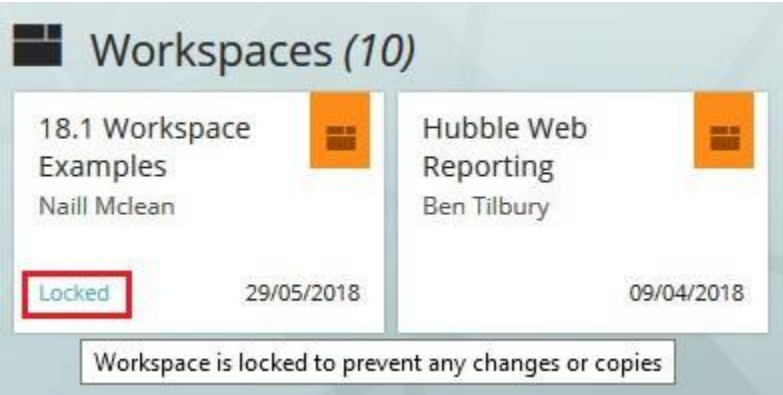 Workspaces (10)
18.1 Workspace
Examples
Naill Mclean
Locked
29/05/2018
Hubble Web
Reporting
Ben Tilbury
09/04/2018
Workspace is locked to prevent any changes or copies